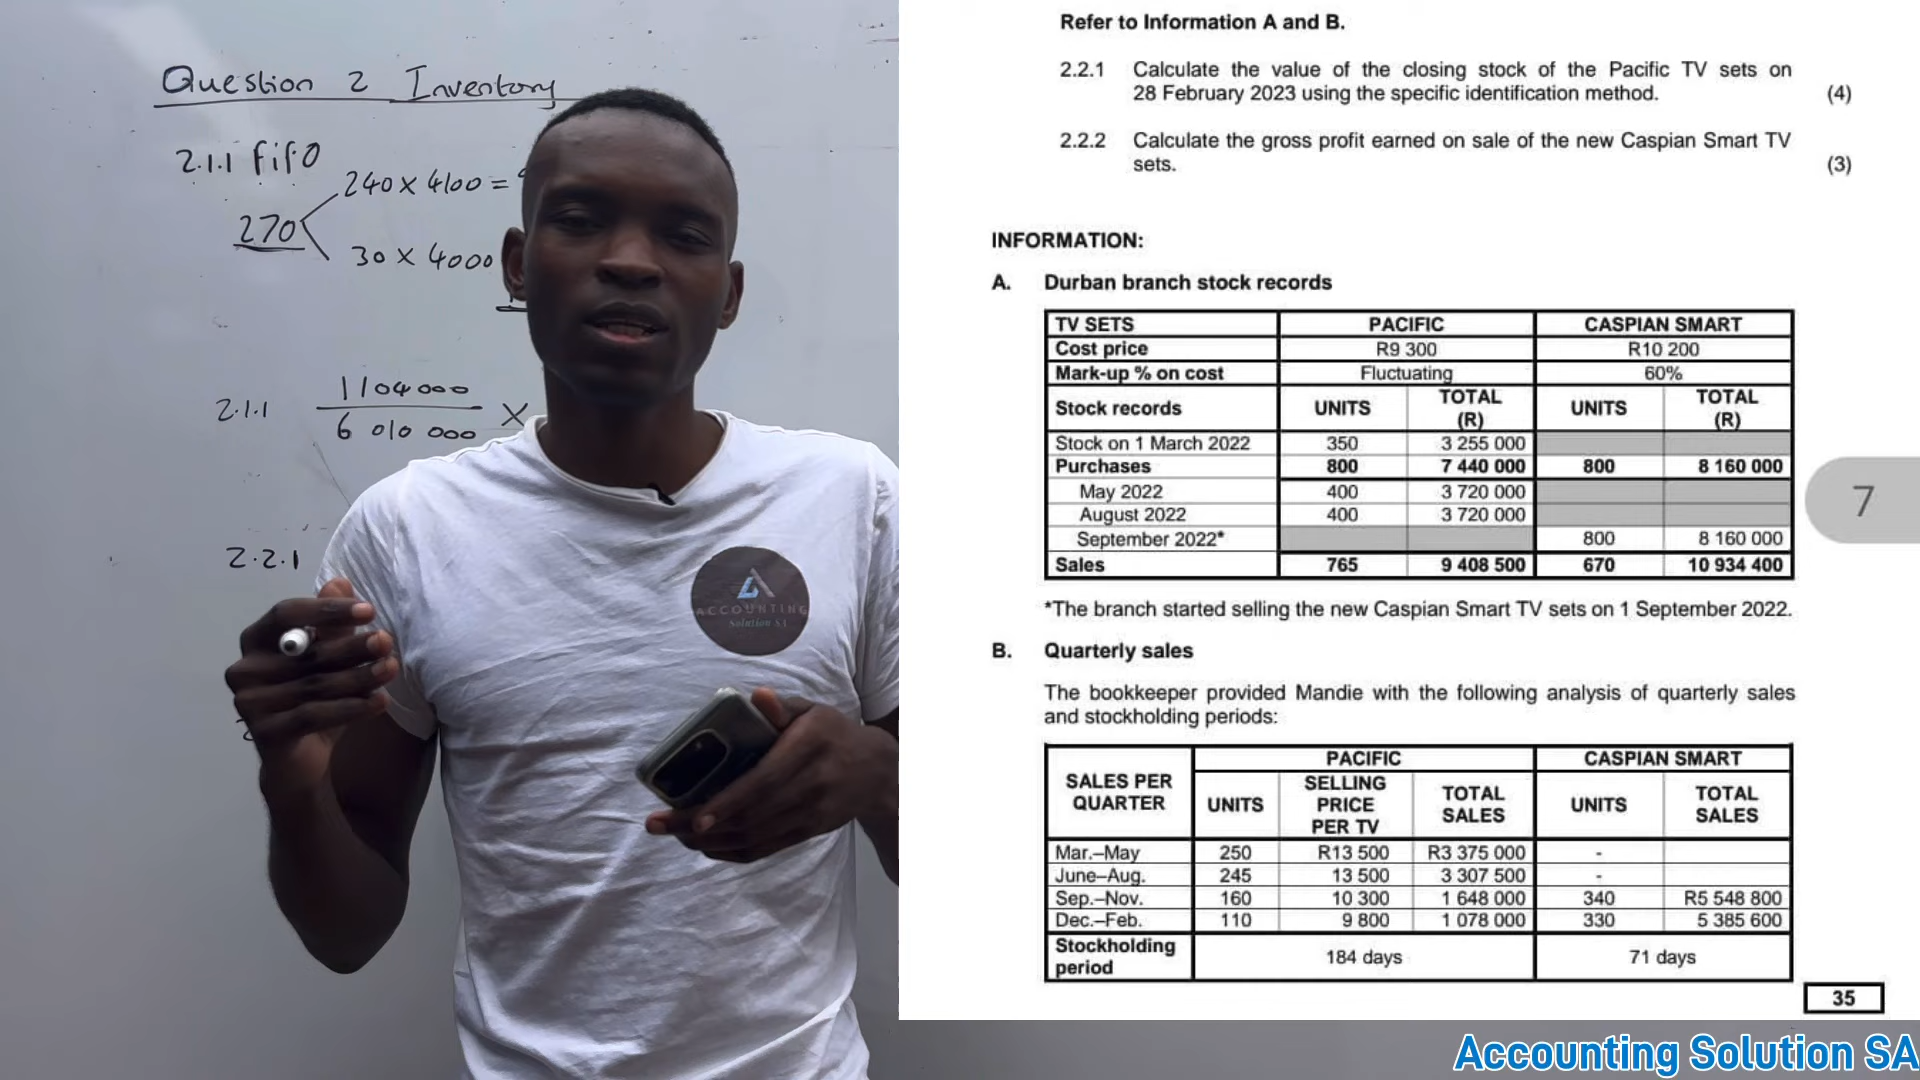 Question 2 Inventory
2.1.1 fifo
240 x 4100 =
270
30 x 4000
2.1.1
1104 000
6 010 000 x
2.2.1
ACCOUNTING
Solution SA
Refer to Information A and B.
2.2.1 Calculate the value of the closing stock of the Pacific TV sets on
28 February 2023 using the specific identification method. (4)
2.2.2 Calculate the gross profit earned on sale of the new Caspian Smart TV
sets. (3)
INFORMATION:
A. Durban branch stock records
TV SETS PACIFIC CASPIAN SMART
Cost price R9 300 R10 200
Mark-up % on cost Fluctuating 60%
Stock records UNITS TOTAL (R) UNITS TOTAL (R)
Stock on 1 March 2022 350 3 255 000
Purchases 800 7 440 000 800 8 160 000
May 2022 400 3 720 000
August 2022 400 3 720 000
September 2022* 800 8 160 000
Sales 765 9 408 500 670 10 934 400
*The branch started selling the new Caspian Smart TV sets on 1 September 2022.
B. Quarterly sales
The bookkeeper provided Mandie with the following analysis of quarterly sales
and stockholding periods:
SALES PER QUARTER PACIFIC CASPIAN SMART
UNITS SELLING PRICE PER TV TOTAL SALES UNITS TOTAL SALES
Mar.–May 250 R13 500 R3 375 000 -
June–Aug. 245 13 500 3 307 500 -
Sep.–Nov. 160 10 300 1 648 000 340 R5 548 800
Dec.–Feb. 110 9 800 1 078 000 330 5 385 600
Stockholding period 184 days 71 days
35
7
Accounting Solution SA